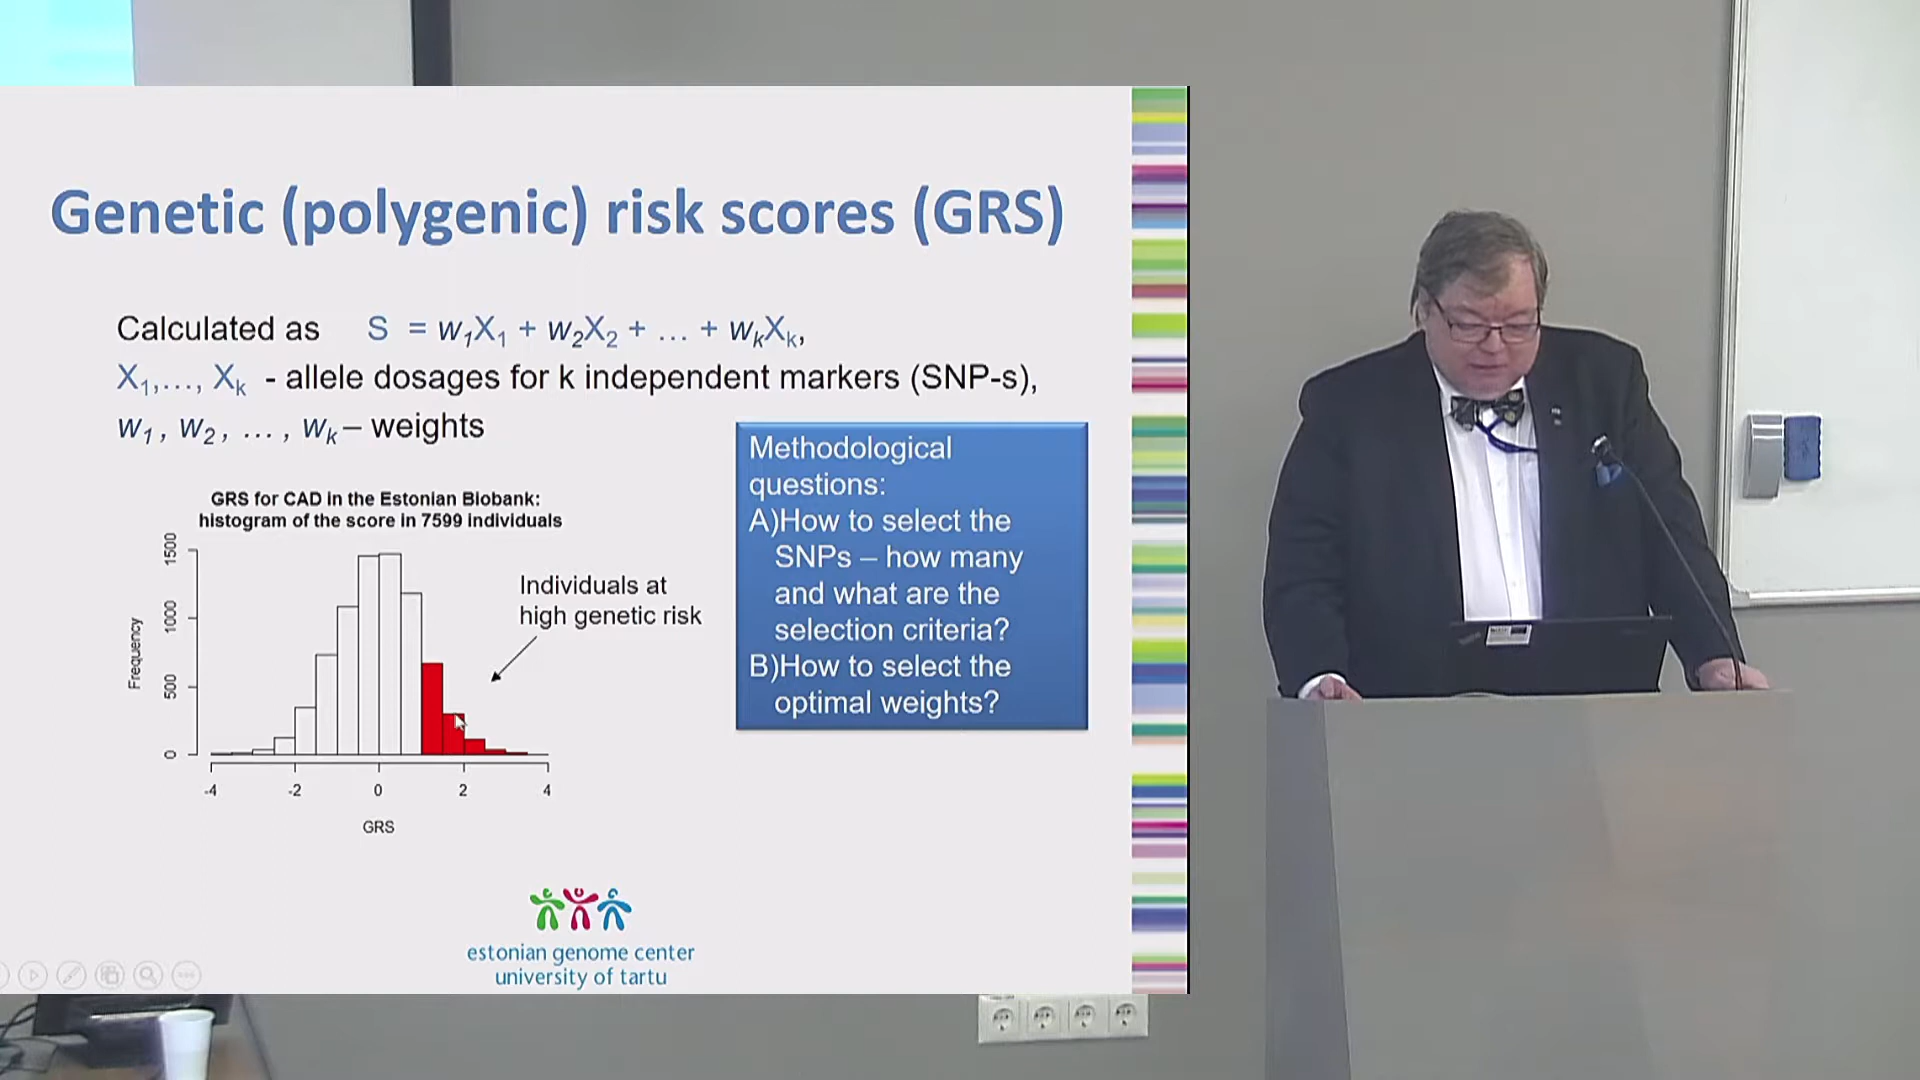 Genetic (polygenic) risk scores (GRS)
Calculated as S = w1X1 + w2X2 + … + wkXk,
X1,…, Xk - allele dosages for k independent markers (SNP-s),
w1, w2, … , wk – weights
Methodological
questions:
A)How to select the
SNPs – how many
and what are the
selection criteria?
B)How to select the
optimal weights?
GRS for CAD in the Estonian Biobank:
histogram of the score in 7599 individuals
Individuals at
high genetic risk
Frequency
1500
1000
500
0
-4 -2 0 2 4
GRS
estonian genome center
university of tartu